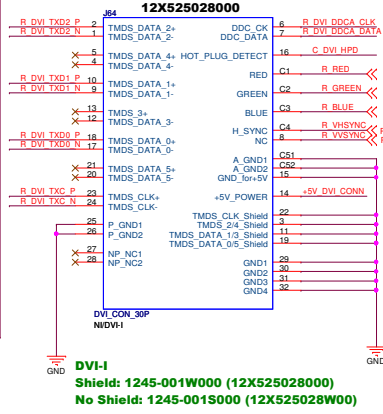 12X525028000
J64
R_DVI_TXD2_P 2 TMDS_DATA_2+ DDC_CK 6 R_DVI_DDCA_CLK
R_DVI_TXD2_N 1 TMDS_DATA_2- DDC_DATA 7 R_DVI_DDCA_DATA
5 TMDS_DATA_4+ HOT_PLUG_DETECT 16 C_DVI_HPD
4 TMDS_DATA_4-
RED C1 R_RED
R_DVI_TXD1_P 10 TMDS_DATA_1+
R_DVI_TXD1_N 9 TMDS_DATA_1- GREEN C2 R_GREEN
13 TMDS_3+ BLUE C3 R_BLUE
12 TMDS_DATA_3-
H_SYNC C4 R_VHSYNC
R_DVI_TXD0_P 18 TMDS_DATA_0+ NC 8 R_VVSYNC
R_DVI_TXD0_N 17 TMDS_DATA_0-
A_GND1 C51
21 TMDS_DATA_5+ A_GND2 C52
20 TMDS_DATA_5- GND_for+5V 15
R_DVI_TXC_P 23 TMDS_CLK+ +5V_POWER 14 +5V_DVI_CONN
R_DVI_TXC_N 24 TMDS_CLK-
TMDS_CLK_Shield 22
25 P_GND1 TMDS_2/4_Shield 3
26 P_GND2 TMDS_DATA_1/3_Shield 11
TMDS_DATA_0/5_Shield 19
27 NP_NC1
28 NP_NC2 GND1 29
GND2 30
GND3 31
GND4 32
DVI_CON_30P
NI/DVI-I
GND
GND
DVI-I
Shield: 1245-001W000 (12X525028000)
No Shield: 1245-001S000 (12X525028W00)